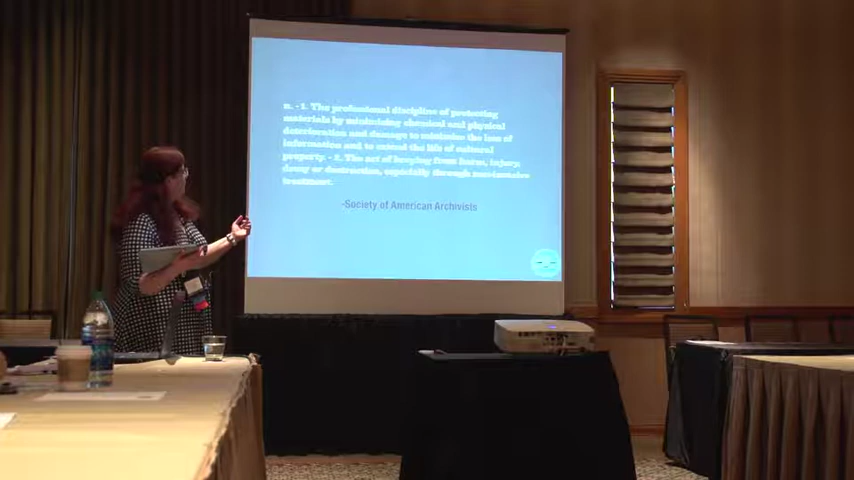 n. - 1. The professional discipline of protecting
materials by minimizing chemical and physical
deterioration and damage to minimize the loss of
information and to extend the life of cultural
property. - 2. The act of keeping from harm, injury,
decay or destruction, especially through non-invasive
treatment.
-Society of American Archivists